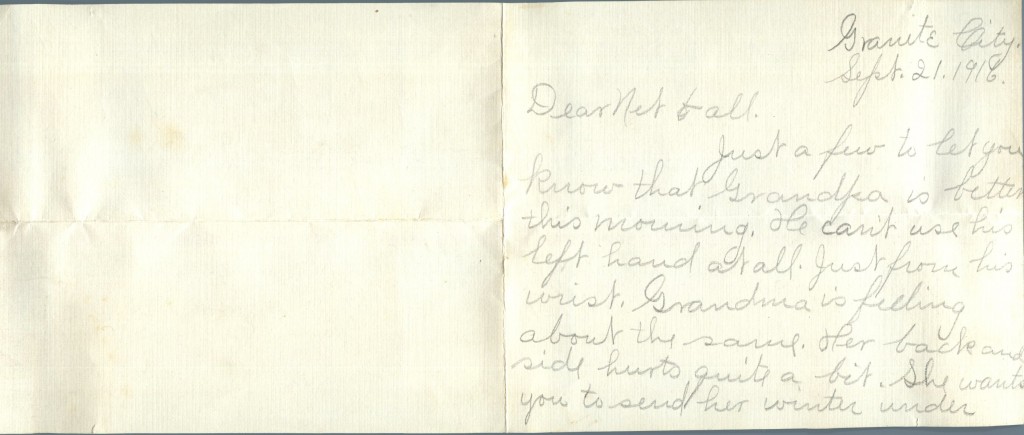 Granite City.
Sept. 21. 1918.
Dear Net & all.
Just a few to let you
know that Grandpa is better
this morning. He can't use his
left hand at all. Just from his
wrist. Grandma is feeling
about the same. Her back and
side hurts quite a bit. She wants
you to send her winter under